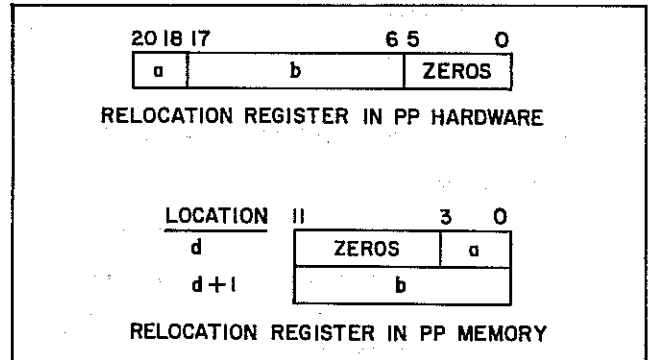 20 18 17 6 5 0
a b ZEROS
RELOCATION REGISTER IN PP HARDWARE
LOCATION 11 3 0
d ZEROS a
d+1 b
RELOCATION REGISTER IN PP MEMORY